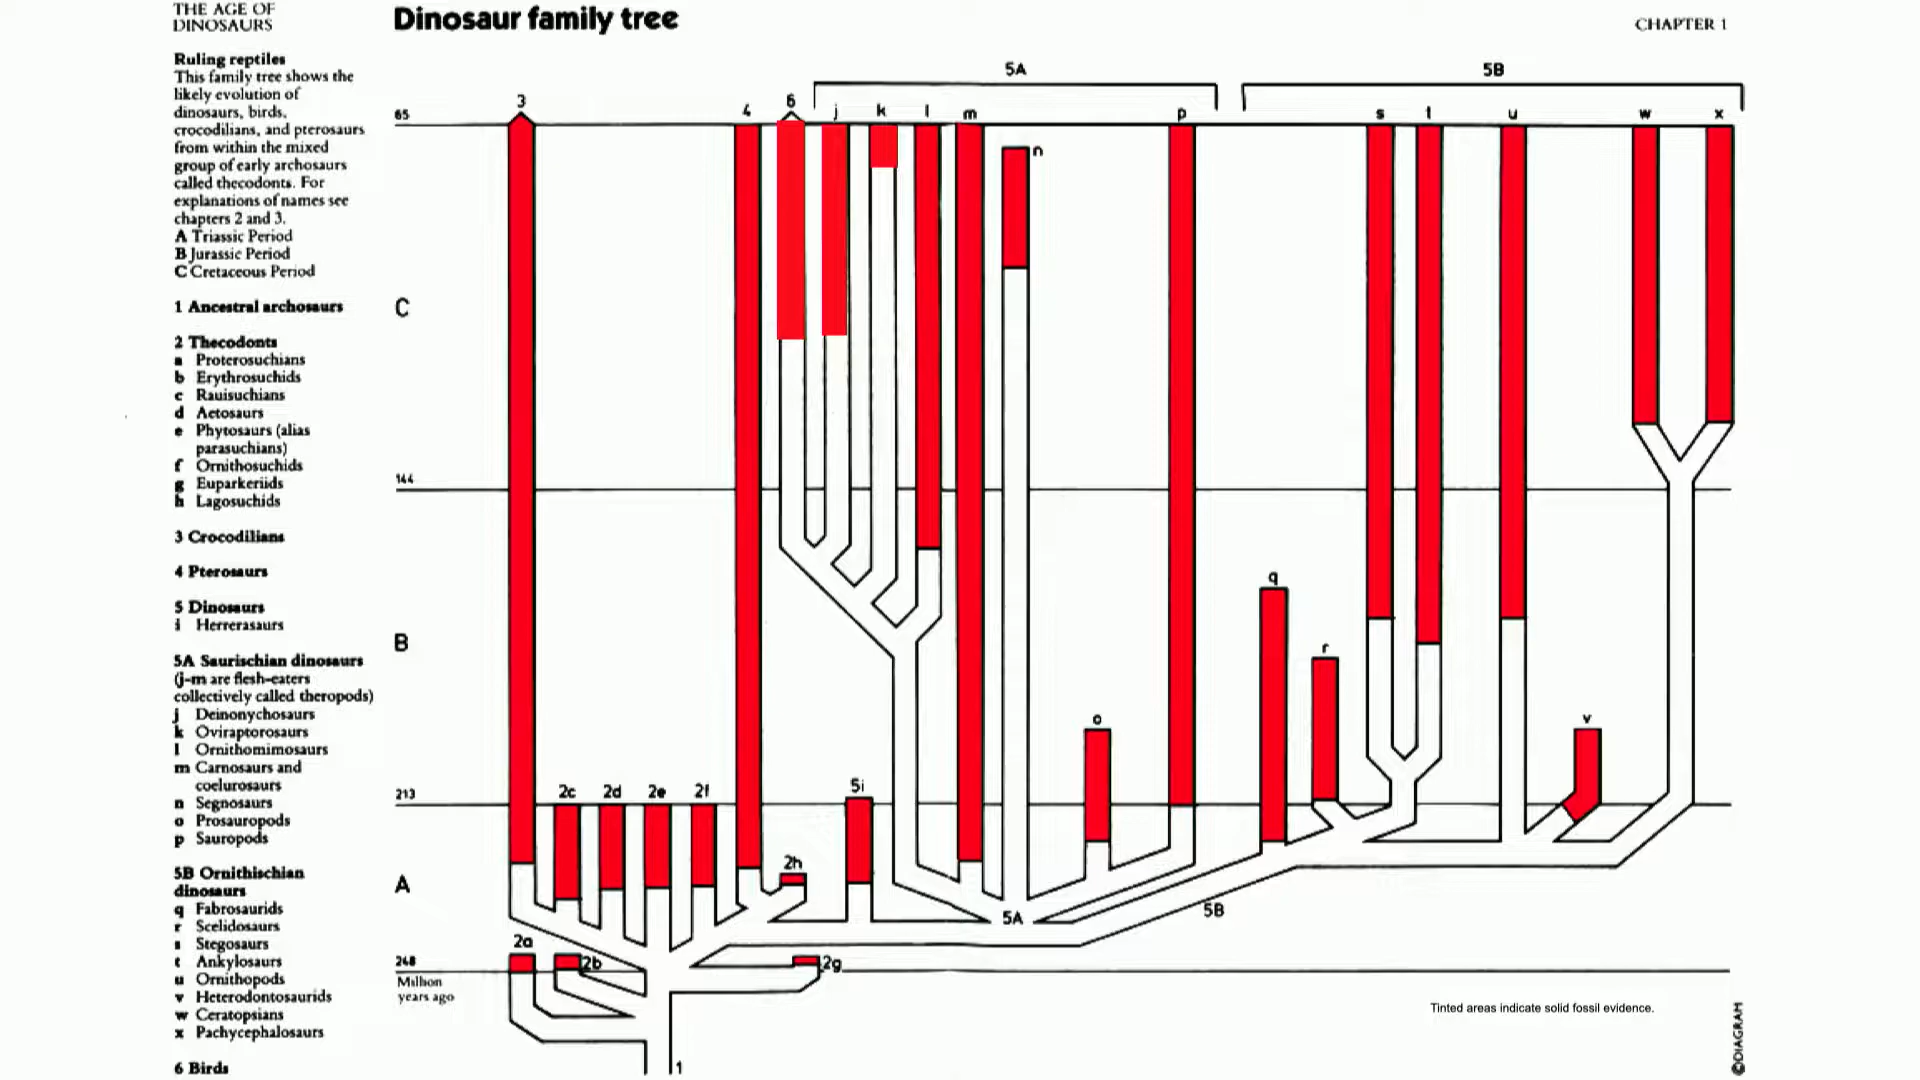 THE AGE OF
DINOSAURS
Dinosaur family tree
CHAPTER 1
Ruling reptiles
This family tree shows the
likely evolution of
dinosaurs, birds,
crocodilians, and pterosaurs
from within the mixed
group of early archosaurs
called thecodonts. For
explanations of names see
chapters 2 and 3.
A Triassic Period
B Jurassic Period
C Cretaceous Period
1 Ancestral archosaurs
2 Thecodonts
a Proterosuchians
b Erythrosuchids
c Rauisuchians
d Aetosaurs
e Phytosaurs (alias
parasuchians)
f Ornithosuchids
g Euparkeriids
h Lagosuchids
3 Crocodilians
4 Pterosaurs
5 Dinosaurs
i Herrerasaurs
5A Saurischian dinosaurs
(j-m are flesh-eaters
collectively called theropods)
j Deinonychosaurs
k Oviraptorosaurs
l Ornithomimosaurs
m Carnosaurs and
coelurosaurs
n Segnosaurs
o Prosauropods
p Sauropods
5B Ornithischian
dinosaurs
q Fabrosaurids
r Scelidosaurs
s Stegosaurs
t Ankylosaurs
u Ornithopods
v Heterodontosaurids
w Ceratopsians
x Pachycephalosaurs
6 Birds
5A 5B
3 4 6 j k l m p s t u w x
65
n
C
144
q
B
r
o v
213 2c 2d 2e 2f 5i
2h
A
5A 5B
2a
248 2b 2g
Million
years ago
Tinted areas indicate solid fossil evidence.
1
©DIAGRAM